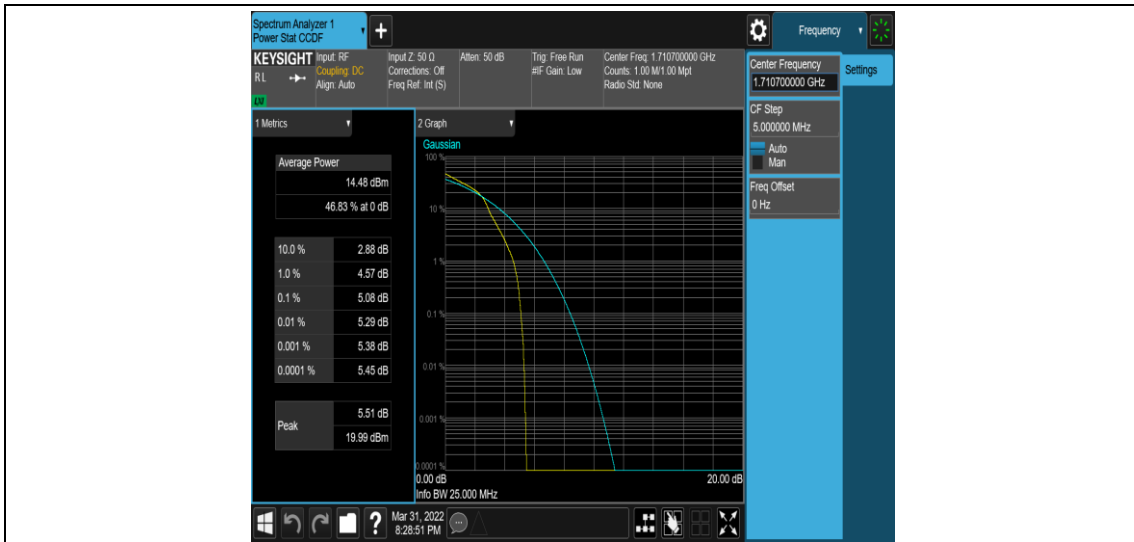 Spectrum Analyzer 1
Power Stat CCDF
Frequency
KEYSIGHT
RL
Input: RF
Coupling: DC
Align: Auto
Input Z: 50 Ω
Corrections: Off
Freq Ref: Int (S)
Atten: 50 dB
Trig: Free Run
#IF Gain: Low
Center Freq: 1.710700000 GHz
Counts: 1.00 M/1.00 Mpt
Radio Std: None
Center Frequency
1.710700000 GHz
Settings
CF Step
5.000000 MHz
Auto
Man
Freq Offset
0 Hz
1 Metrics
Average Power
14.48 dBm
46.83 % at 0 dB
10.0 % 2.88 dB
1.0 % 4.57 dB
0.1 % 5.08 dB
0.01 % 5.29 dB
0.001 % 5.38 dB
0.0001 % 5.45 dB
Peak
5.51 dB
19.99 dBm
2 Graph
Gaussian
100 %
10 %
1 %
0.1 %
0.01 %
0.001 %
0.0001 %
0.00 dB 20.00 dB
Info BW 25.000 MHz
?
Mar 31, 2022
8:28:51 PM